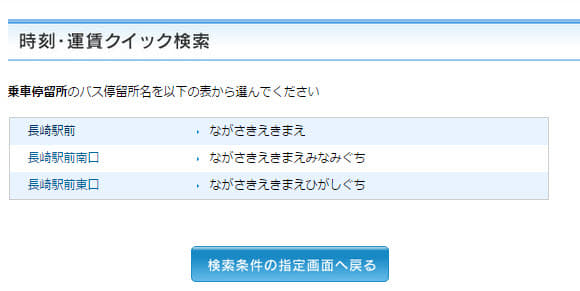 時刻・運賃クイック検索
乗車停留所のバス停留所名を以下の表から選んでください
長崎駅前 ながさきえきまえ
長崎駅前南口 ながさきえきまえみなみぐち
長崎駅前東口 ながさきえきまえひがしぐち
検索条件の指定画面へ戻る